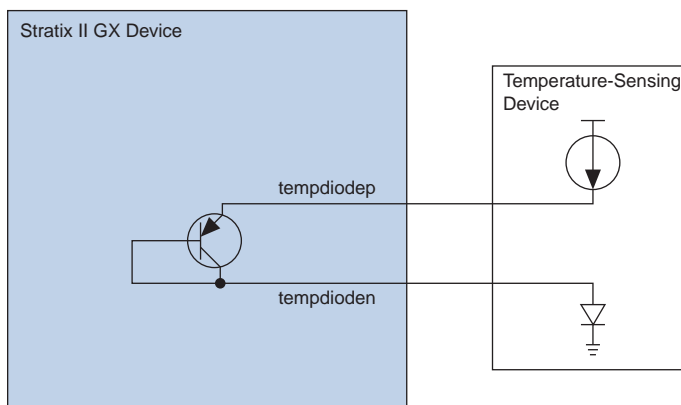 Stratix II GX Device
Temperature-Sensing
Device
tempdiodep
tempdioden